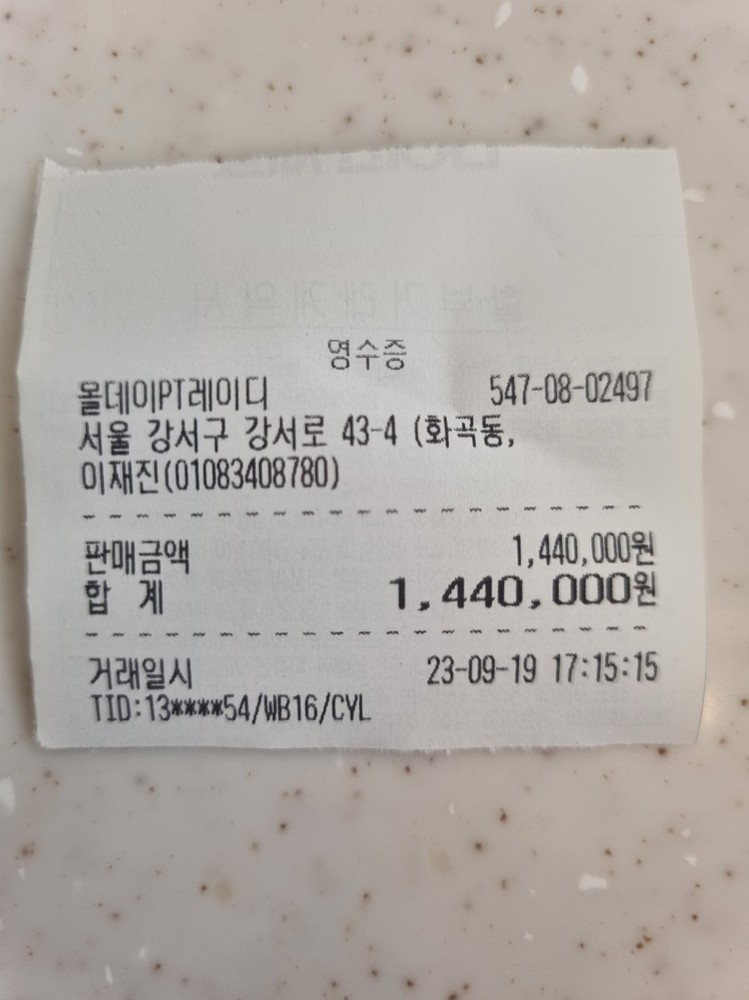 영수증
몰데이PT레이디 547-08-02497
서울 강서구 강서로 43-4 (화곡동,
이재진(01083408780)
판매금액 1,440,000원
합 계 1,440,000원
거래일시 23-09-19 17:15:15
TID:13****54/WB16/CYL